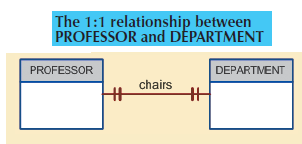 The 1:1 relationship between
PROFESSOR and DEPARTMENT
PROFESSOR
chairs
DEPARTMENT